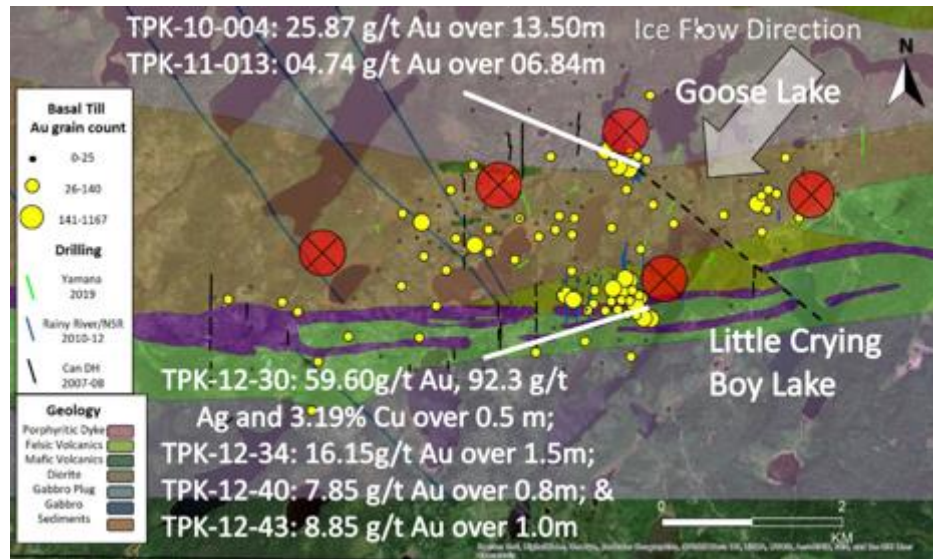 TPK-10-004: 25.87 g/t Au over 13.50m
TPK-11-013: 04.74 g/t Au over 06.84m
Ice Flow Direction
N
Goose Lake
Basal Till
Au grain count
0-25
26-140
141-1167
Drilling
Yamana
2019
Rainy River/NSR
2010-12
Can DH
2007-08
Geology
Porphyritic Dyke
Felsic Volcanics
Mafic Volcanics
Diorite
Gabbro Plug
Gabbro
Sediments
Little Crying
Boy Lake
TPK-12-30: 59.60g/t Au, 92.3 g/t
Ag and 3.19% Cu over 0.5 m;
TPK-12-34: 16.15g/t Au over 1.5m;
TPK-12-40: 7.85 g/t Au over 0.8m; &
TPK-12-43: 8.85 g/t Au over 1.0m
0 2
KM